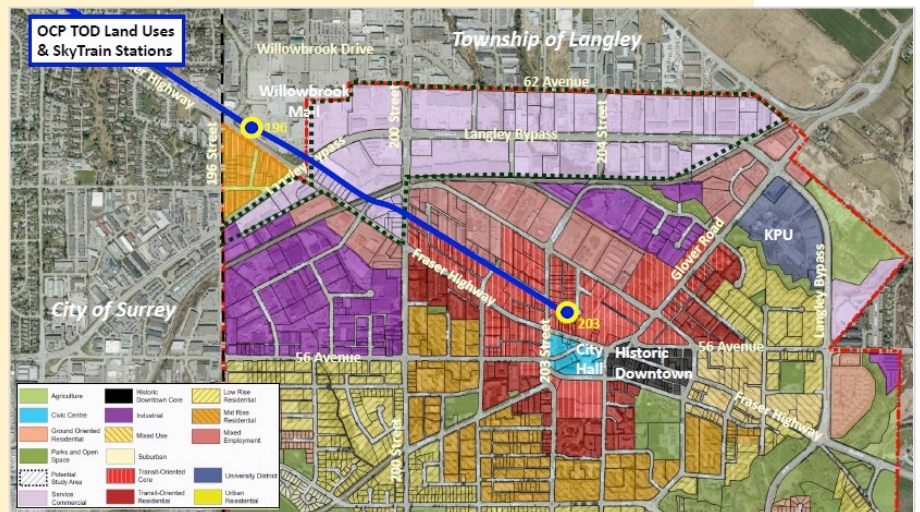 OCP TOD Land Uses
& SkyTrain Stations
Fraser Highway
Willowbrook Drive
Township of Langley
62 Avenue
Willowbrook
Mall
196
196 Street
200 Street
204 Street
Langley Bypass
Langley Bypass
Glover Road
KPU
Langley Bypass
City of Surrey
Fraser Highway
203
203 Street
City
Hall
Historic
Downtown
56 Avenue
56 Avenue
Fraser Highway
200 Street
Agriculture
Historic
Downtown Core
Low Rise
Residential
Civic Centre
Industrial
Mid Rise
Residential
Ground Oriented
Residential
Mixed Use
Mixed
Employment
Parks and Open
Space
Suburban
Potential
Study Area
Transit-Oriented
Core
University District
Service
Commercial
Transit-Oriented
Residential
Urban
Residential